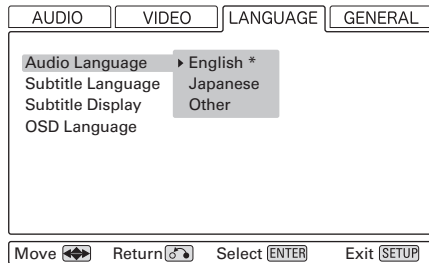 AUDIO VIDEO LANGUAGE GENERAL
Audio Language English *
Subtitle Language Japanese
Subtitle Display Other
OSD Language
Move Return Select ENTER Exit SETUP